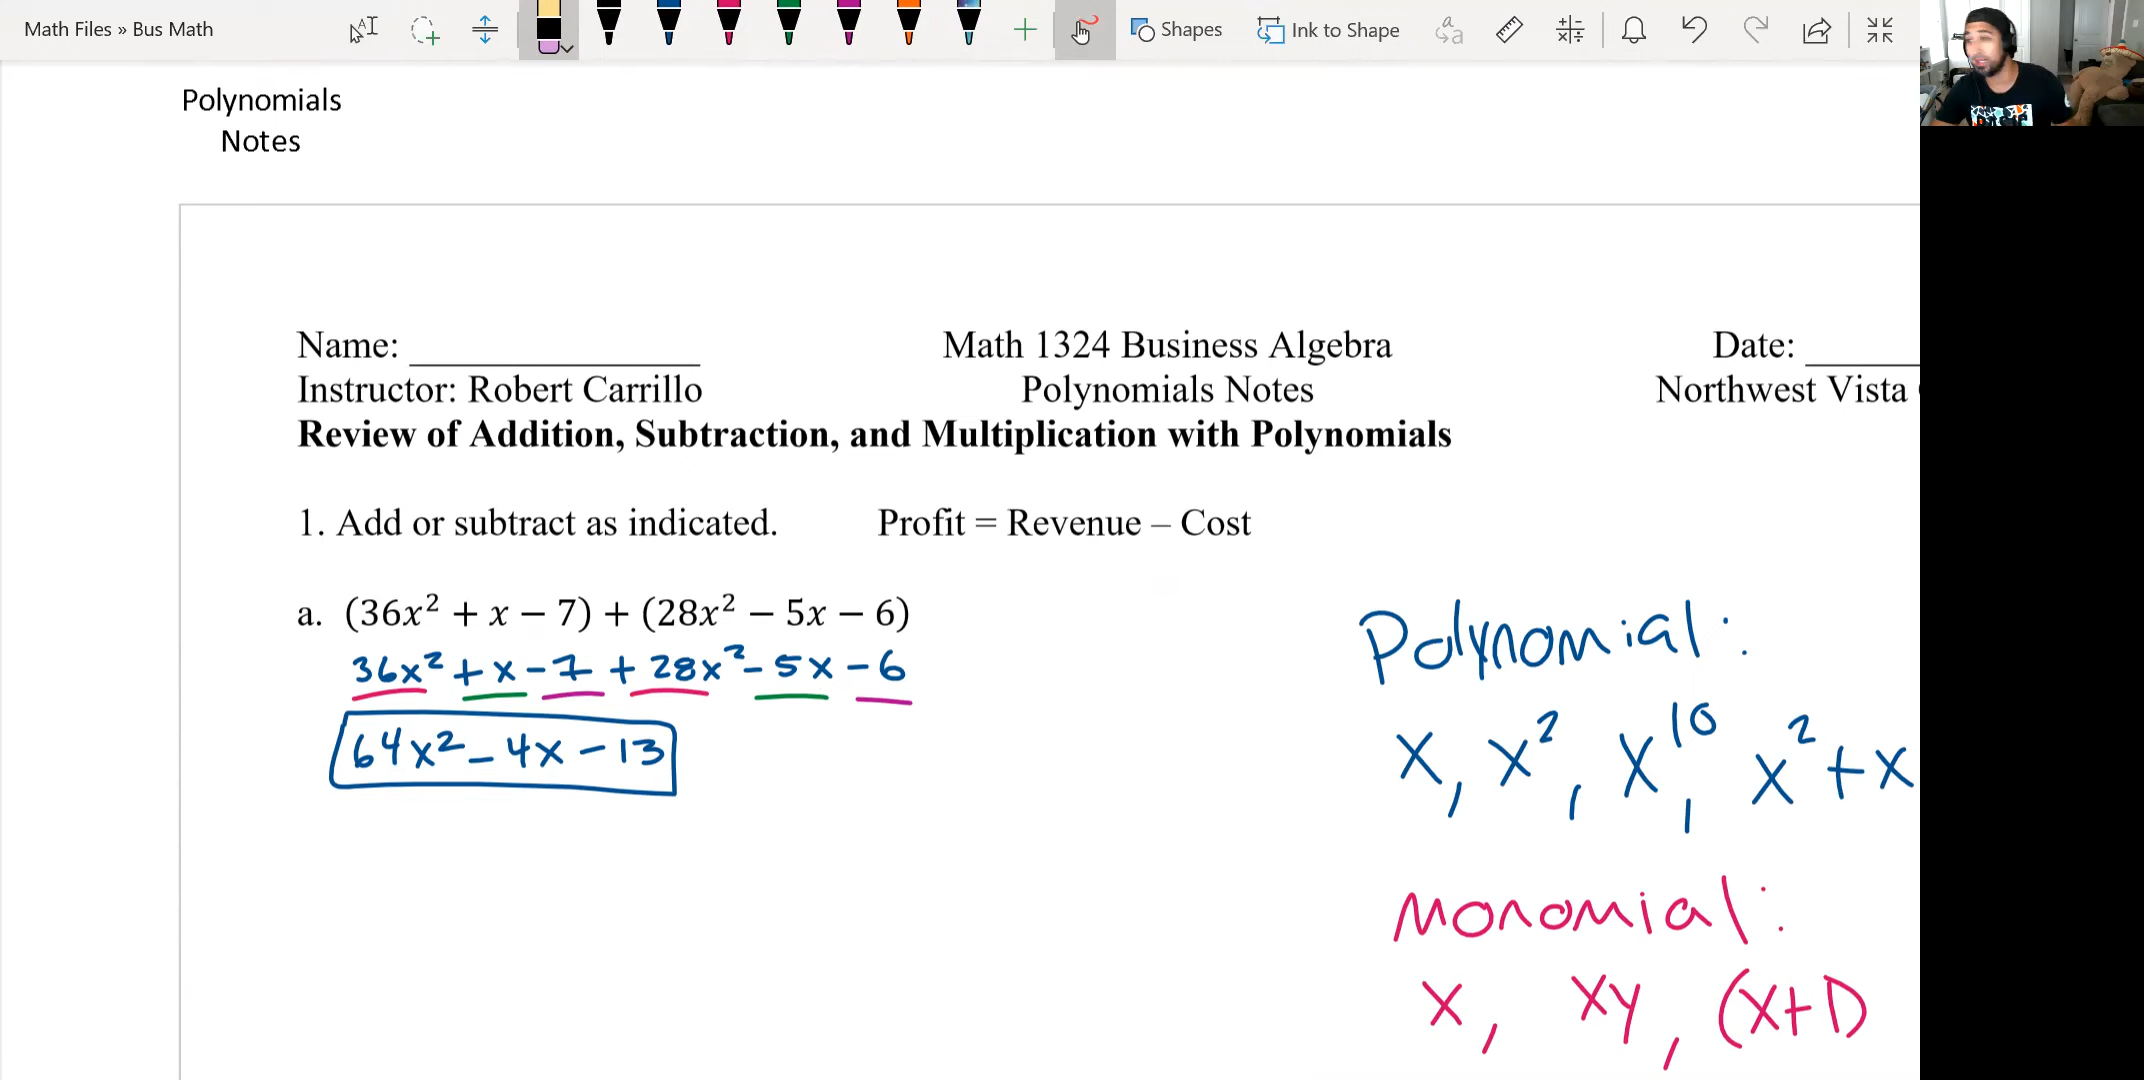 Math Files » Bus Math
Shapes
Ink to Shape
Polynomials
Notes
Name: ________________
Math 1324 Business Algebra
Date: ______
Instructor: Robert Carrillo
Polynomials Notes
Northwest Vista
Review of Addition, Subtraction, and Multiplication with Polynomials
1. Add or subtract as indicated. Profit = Revenue – Cost
a. (36x² + x − 7) + (28x² − 5x − 6)
36x² + x - 7 + 28x² - 5x - 6
64x² - 4x - 13
Polynomial:
x, x², x¹⁰, x² + x
Monomial:
x, xy, (x+1)